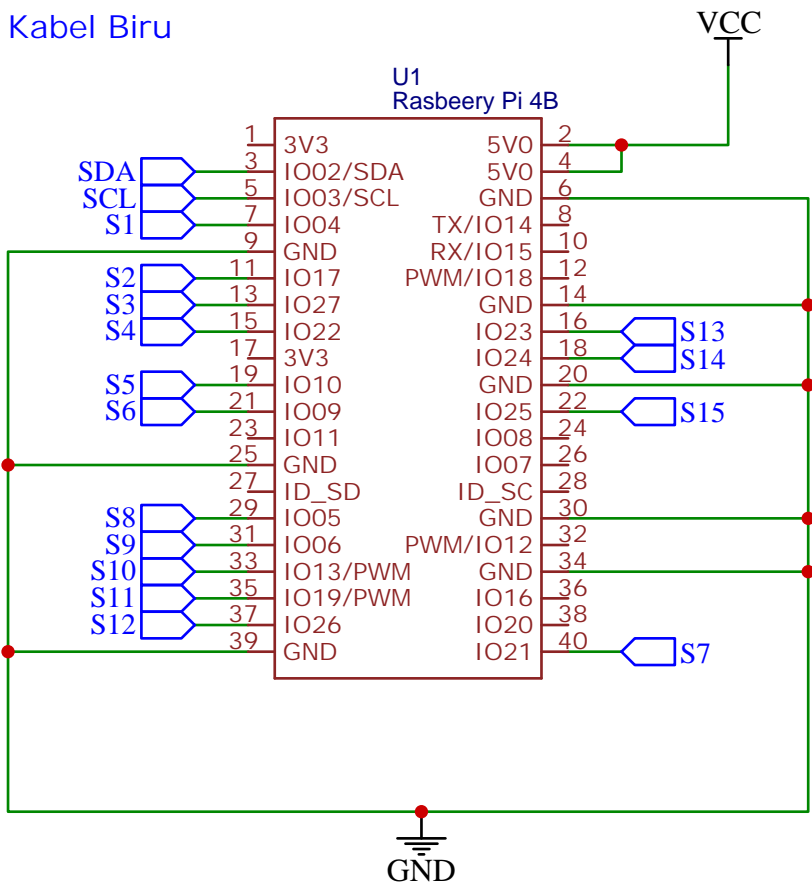 Kabel Biru
VCC
U1
Rasbeery Pi 4B
1 3V3 5V0 2
SDA 3 IO02/SDA 5V0 4
SCL 5 IO03/SCL GND 6
S1 7 IO04 TX/IO14 8
9 GND RX/IO15 10
S2 11 IO17 PWM/IO18 12
S3 13 IO27 GND 14
S4 15 IO22 IO23 16 S13
17 3V3 IO24 18 S14
S5 19 IO10 GND 20
S6 21 IO09 IO25 22 S15
23 IO11 IO08 24
25 GND IO07 26
27 ID_SD ID_SC 28
S8 29 IO05 GND 30
S9 31 IO06 PWM/IO12 32
S10 33 IO13/PWM GND 34
S11 35 IO19/PWM IO16 36
S12 37 IO26 IO20 38
39 GND IO21 40 S7
GND